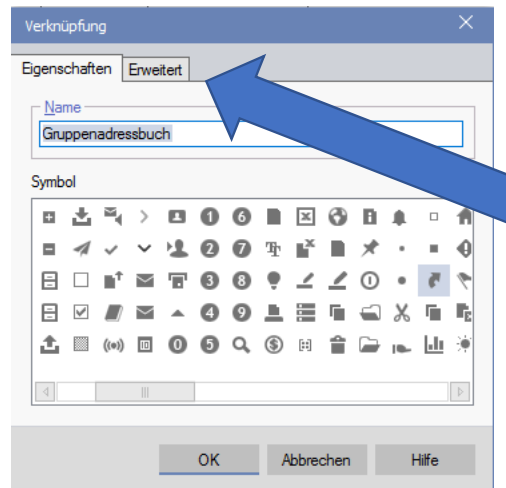 Verknüpfung
Eigenschaften Erweitert
Name
Gruppenadressbuch
Symbol
OK Abbrechen Hilfe